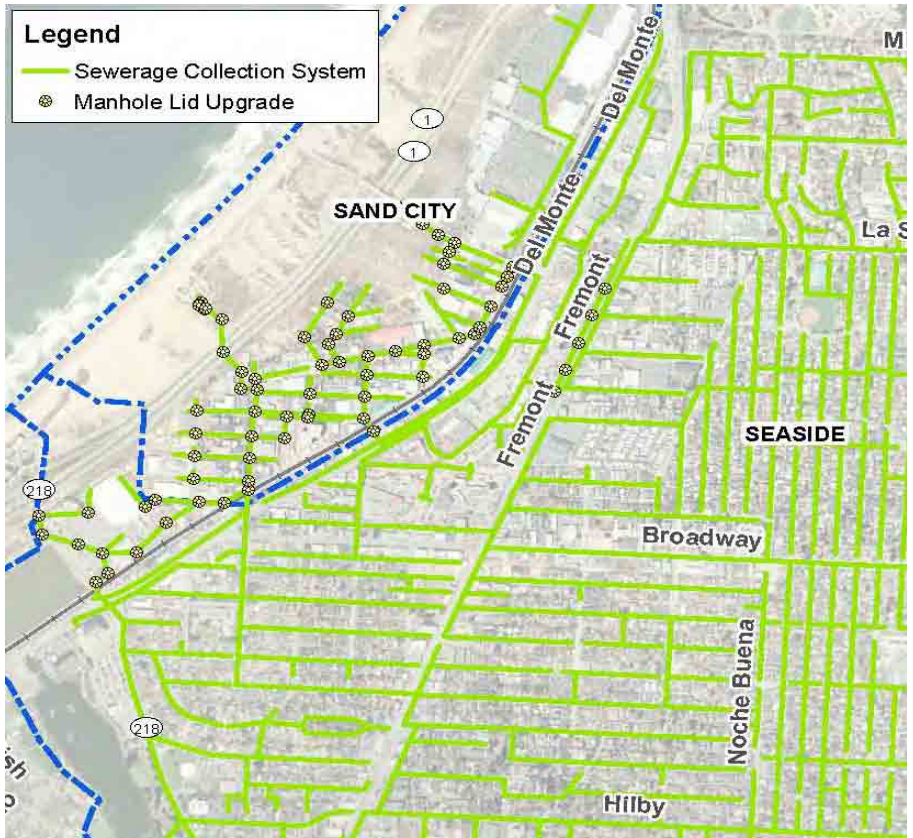 Legend
Sewerage Collection System
Manhole Lid Upgrade
M
1
1
Del Monte
SAND CITY
Del Monte
La S
Fremont
Fremont
SEASIDE
218
Broadway
Noche Buena
218
ish
o
Hilby